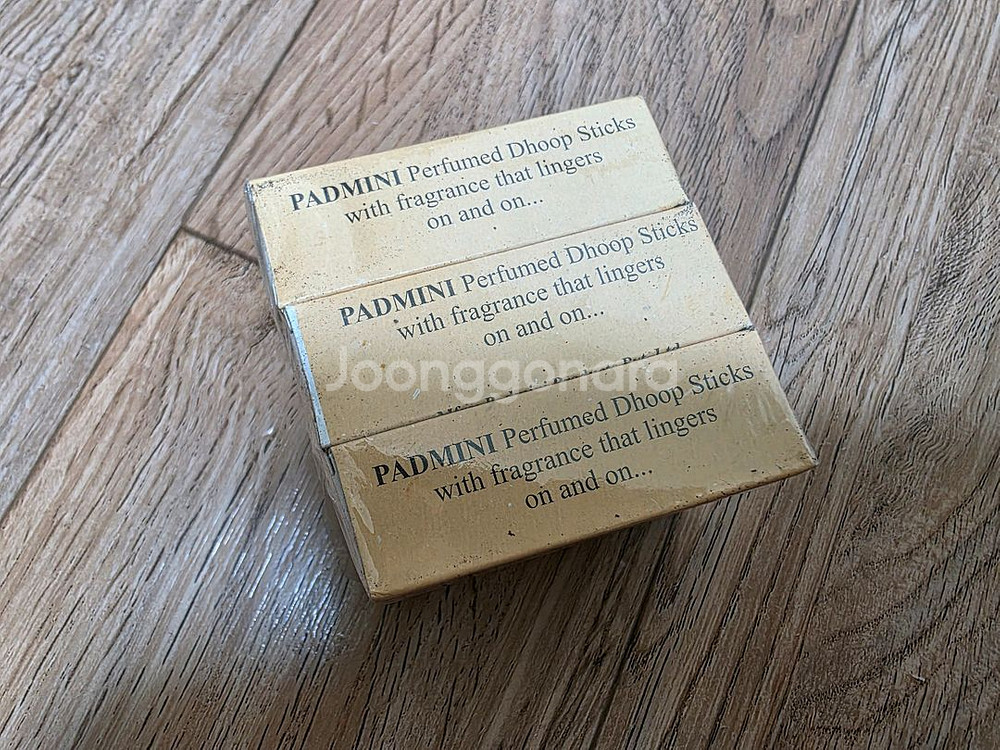 PADMINI Perfumed Dhoop Sticks
with fragrance that lingers
on and on...
PADMINI Perfumed Dhoop Sticks
with fragrance that lingers
on and on...
Joonggonara
PADMINI Perfumed Dhoop Sticks
with fragrance that lingers
on and on...